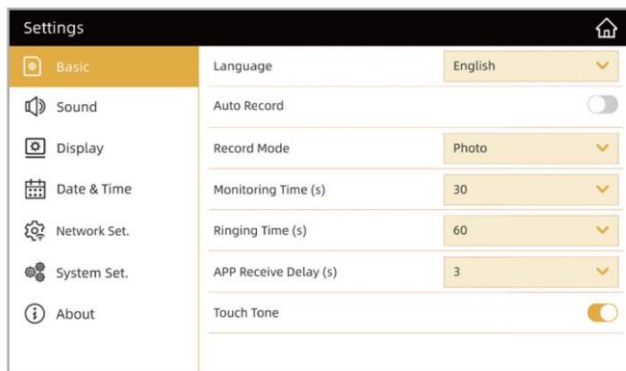 Settings
Basic
Sound
Display
Date & Time
Network Set.
System Set.
About
Language English
Auto Record
Record Mode Photo
Monitoring Time (s) 30
Ringing Time (s) 60
APP Receive Delay (s) 3
Touch Tone